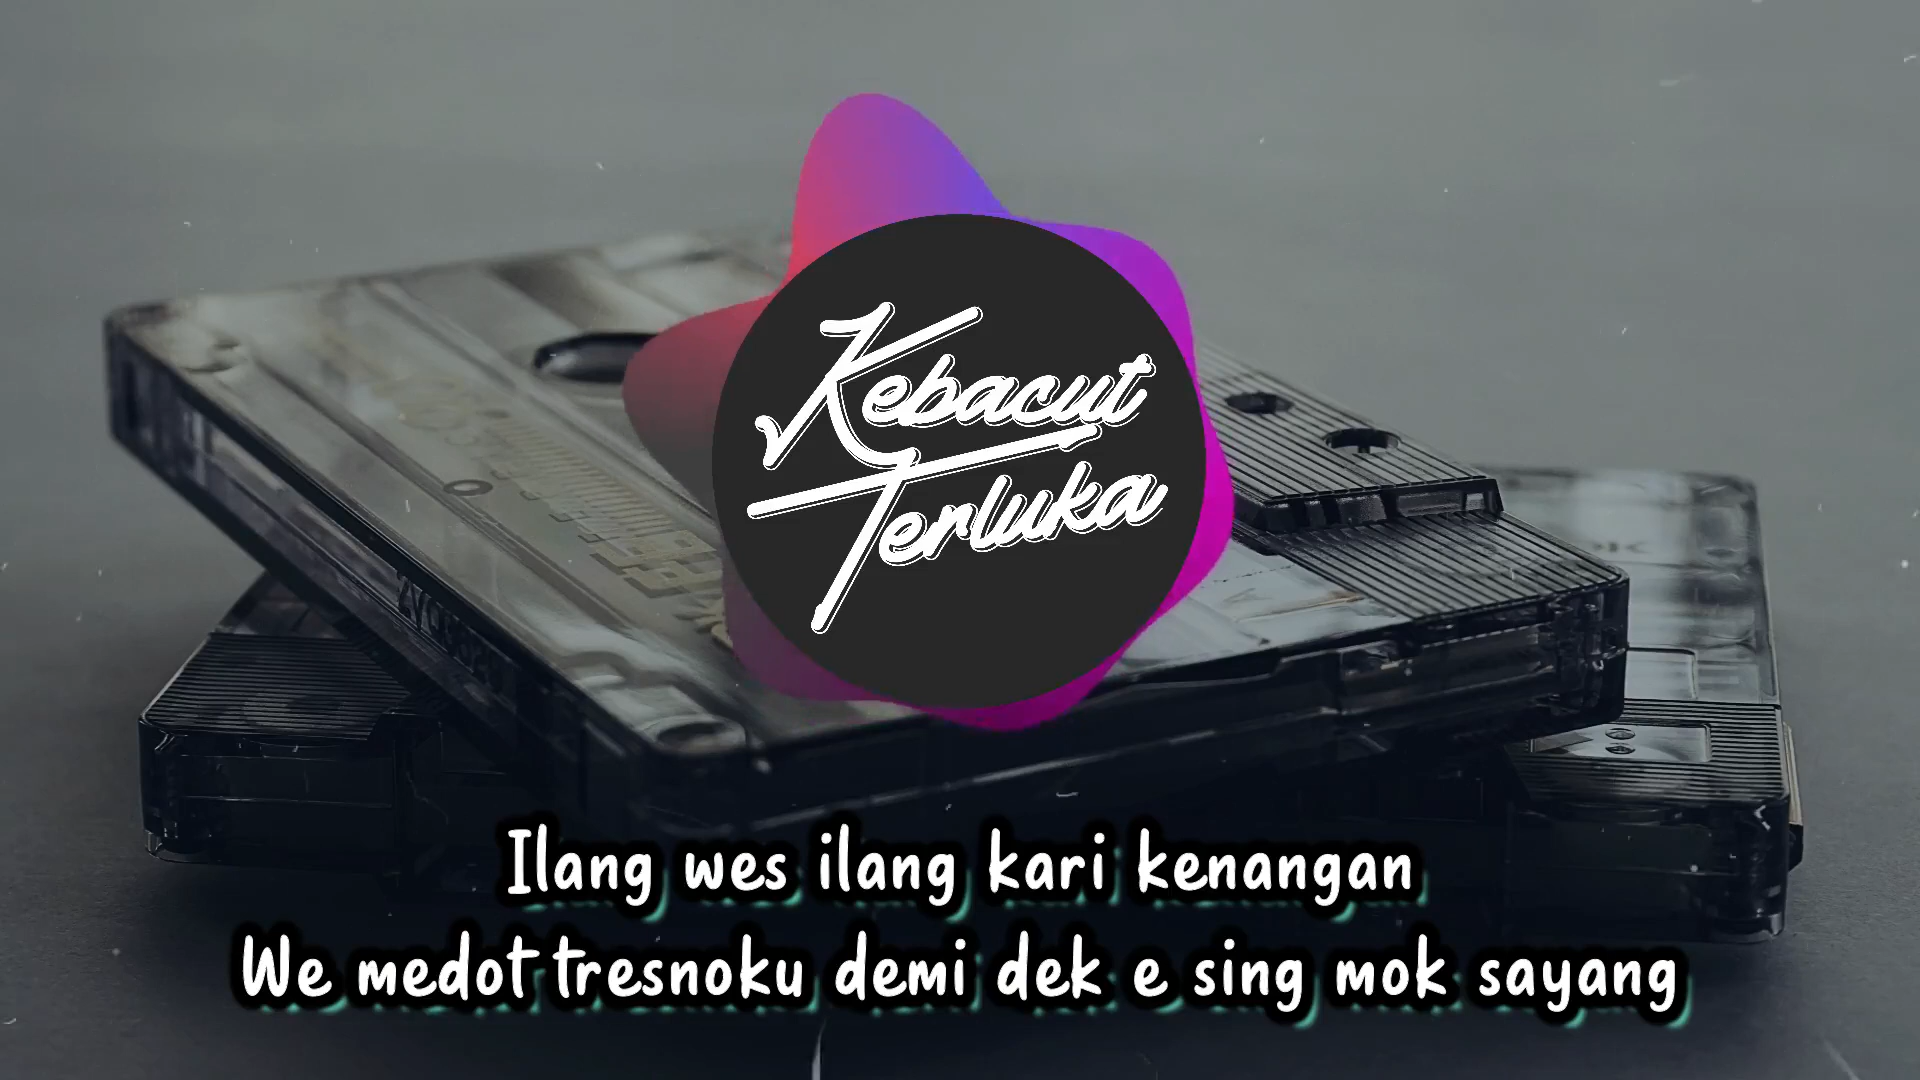 Kebacut
Terluka
Ilang wes ilang kari kenangan
We medot tresnoku demi dek e sing mok sayang